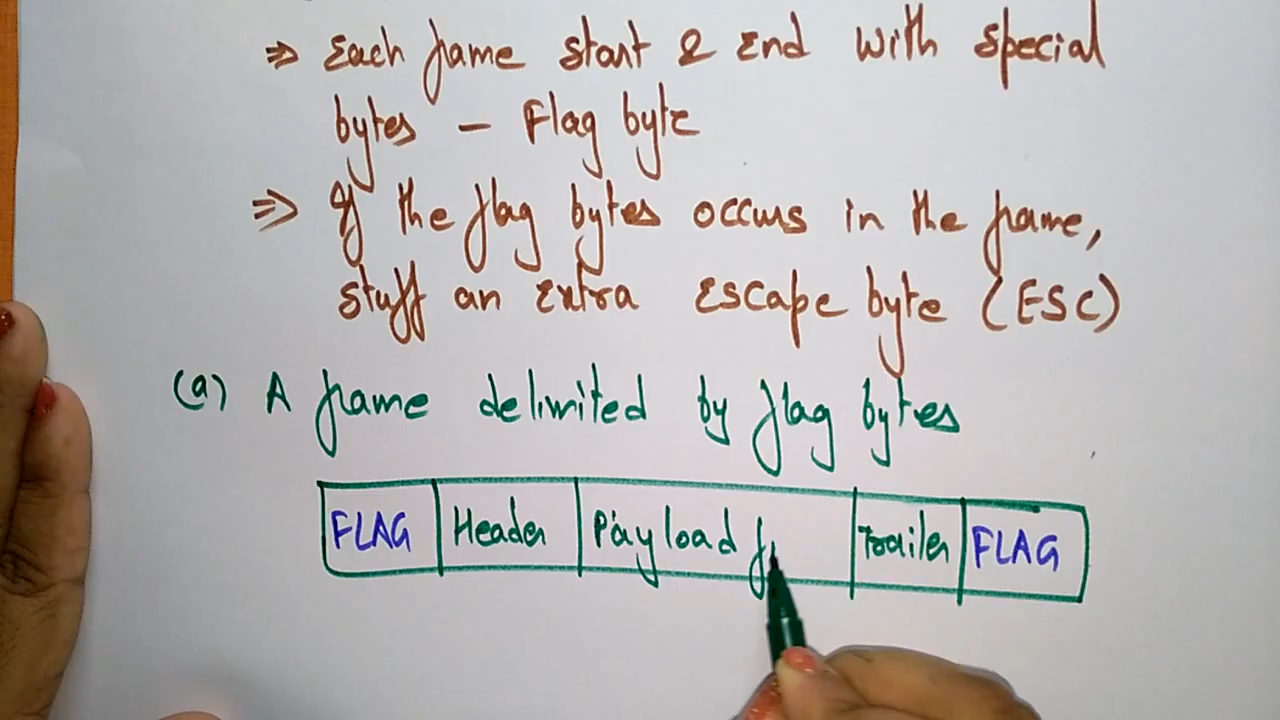 ⇒ Each frame start & End with special
bytes – Flag byte
⇒ If the flag bytes occurs in the frame,
stuff an Extra Escape byte (ESC)
(a) A frame delimited by flag bytes
FLAG Header Payload Trailer FLAG